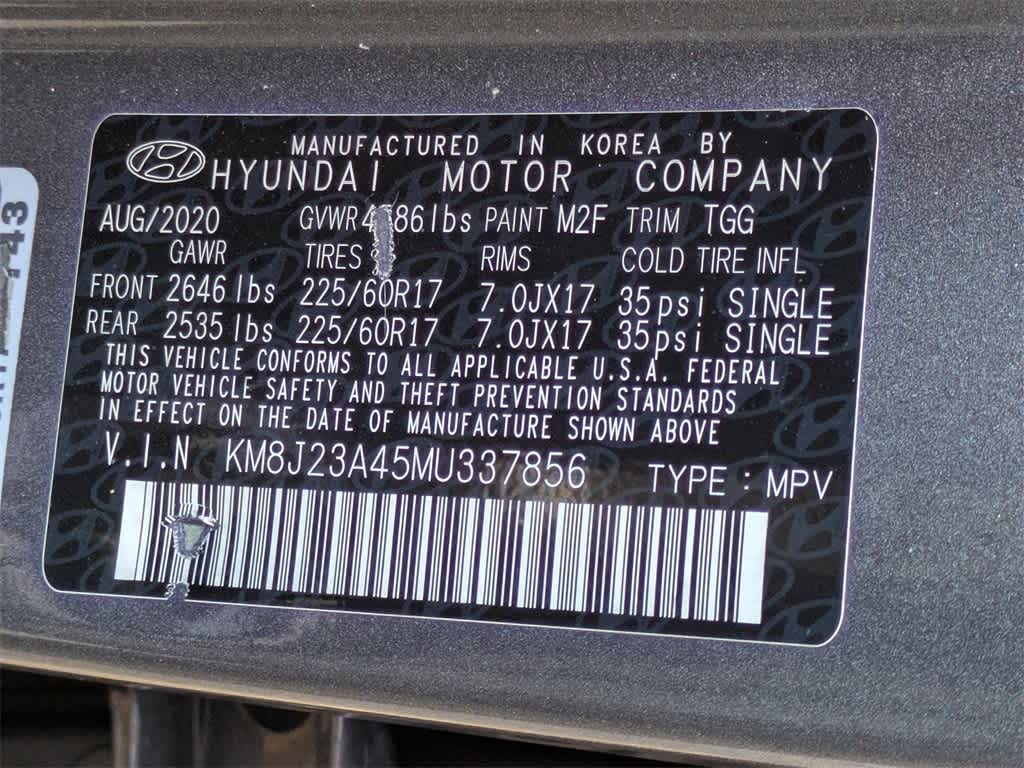 MANUFACTURED IN KOREA BY
HYUNDAI MOTOR COMPANY
AUG/2020 GVWR lbs PAINT M2F TRIM TGG
GAWR TIRES RIMS COLD TIRE INFL
FRONT 2646 lbs 225/60R17 7.0JX17 35psi SINGLE
REAR 2535 lbs 225/60R17 7.0JX17 35psi SINGLE
THIS VEHICLE CONFORMS TO ALL APPLICABLE U.S.A. FEDERAL
MOTOR VEHICLE SAFETY AND THEFT PREVENTION STANDARDS
IN EFFECT ON THE DATE OF MANUFACTURE SHOWN ABOVE
V.I.N KM8J23A45MU337856 TYPE : MPV